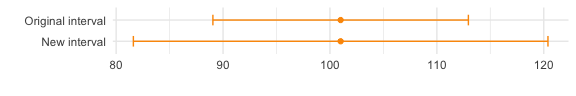 Original interval
New interval
80 90 100 110 120